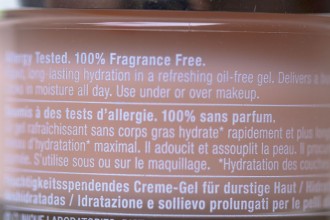 Allergy Tested. 100% Fragrance Free.
long-lasting hydration in a refreshing oil-free gel. Delivers a
in moisture all day. Use under or over makeup.
à des tests d'allergie. 100% sans parfum.
gel rafraîchissant sans corps gras hydrate* rapidement et plus
d'hydratation* maximal. Il adoucit et assouplit la peau. Il
S'utilise sous ou sur le maquillage. *Hydratation des couches
Feuchtigkeitsspendendes Creme-Gel für durstige Haut /
/ Idratazione e sollievo prolungati per le pelli